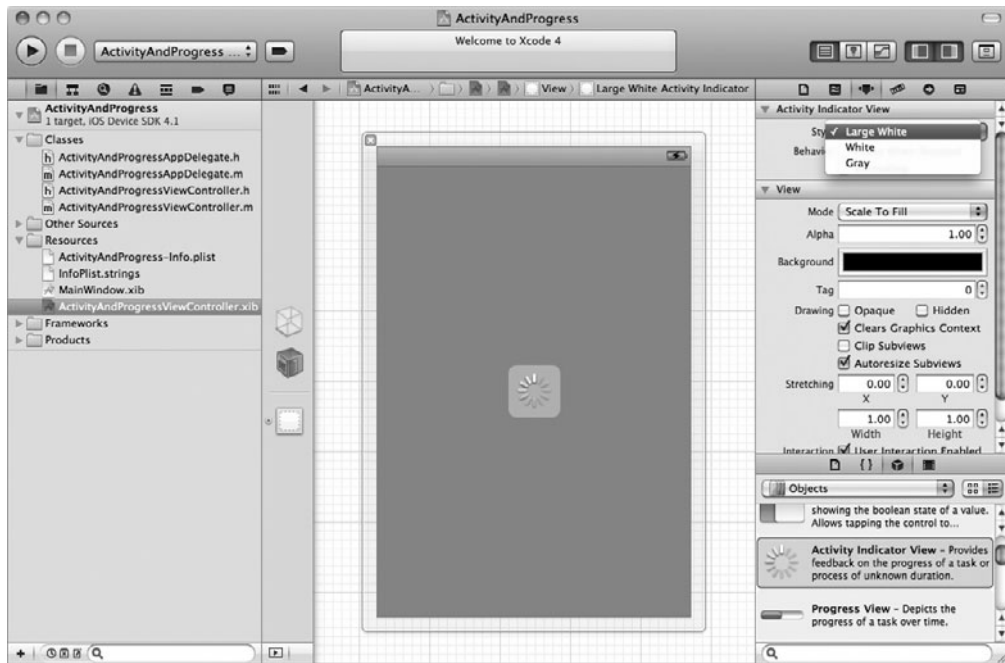 ActivityAndProgress
ActivityAndProgress ...
Welcome to Xcode 4
ActivityA...
View
Large White Activity Indicator
ActivityAndProgress
1 target, iOS Device SDK 4.1
Classes
h ActivityAndProgressAppDelegate.h
m ActivityAndProgressAppDelegate.m
h ActivityAndProgressViewController.h
m ActivityAndProgressViewController.m
Other Sources
Resources
ActivityAndProgress-Info.plist
InfoPlist.strings
MainWindow.xib
ActivityAndProgressViewController.xib
Frameworks
Products
Activity Indicator View
Sty ✓ Large White
Behavi White
Gray
View
Mode Scale To Fill
Alpha 1.00
Background
Tag 0
Drawing Opaque Hidden
Clears Graphics Context
Clip Subviews
Autoresize Subviews
Stretching 0.00 0.00
X Y
1.00 1.00
Width Height
Interaction User Interaction Enabled
{}
Objects
showing the boolean state of a value.
Allows tapping the control to...
Activity Indicator View – Provides
feedback on the progress of a task or
process of unknown duration.
Progress View – Depicts the
progress of a task over time.